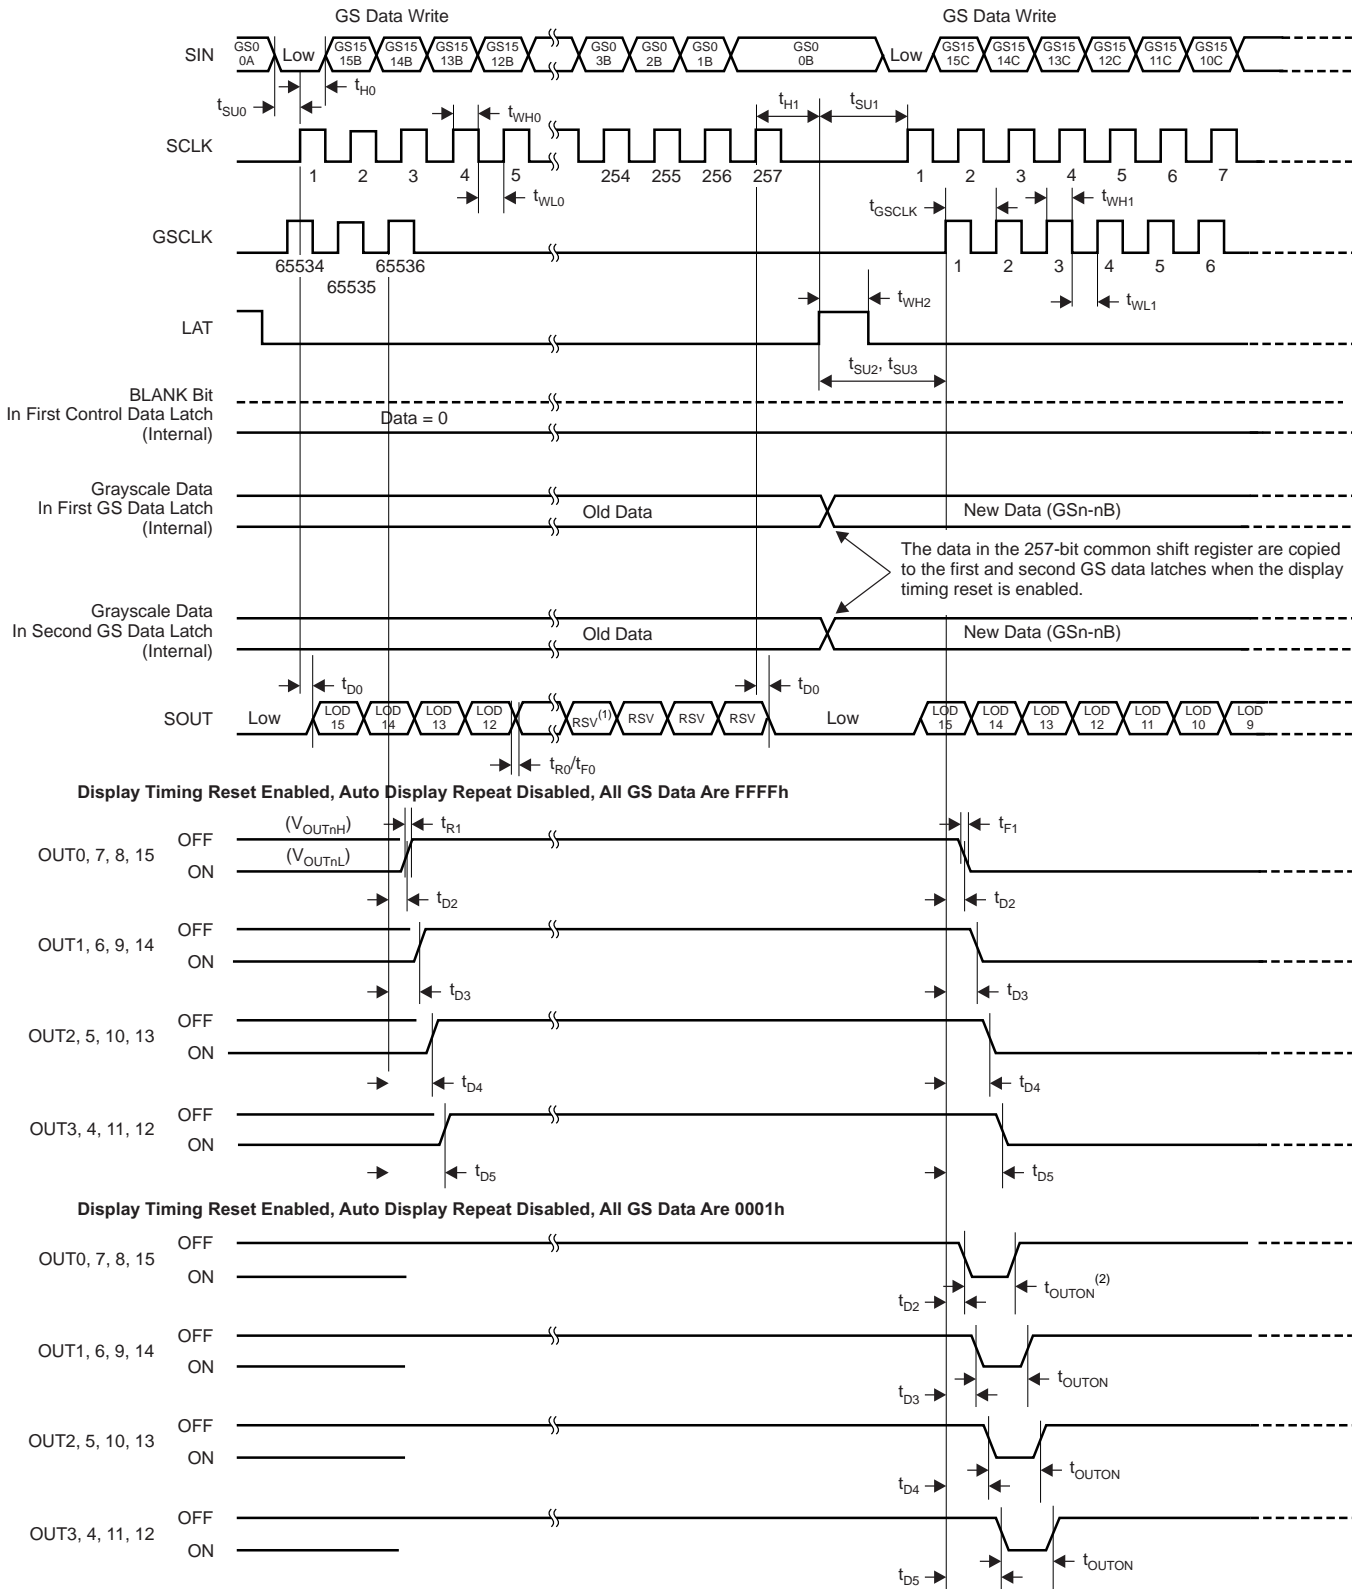 GS Data Write GS Data Write
SIN GS0 0A Low GS15 15B GS15 14B GS15 13B GS15 12B GS0 3B GS0 2B GS0 1B GS0 0B Low GS15 15C GS15 14C GS15 13C GS15 12C GS15 11C GS15 10C
tSU0 tH0 tWH0 tH1 tSU1
SCLK
1 2 3 4 5 254 255 256 257 1 2 3 4 5 6 7
tWL0 tGSCLK tWH1
GSCLK
65534 65535 65536 1 2 3 4 5 6
tWH2 tWL1
LAT
tSU2, tSU3
BLANK Bit
In First Control Data Latch
(Internal)
Data = 0
Grayscale Data
In First GS Data Latch
(Internal)
Old Data New Data (GSn-nB)
The data in the 257-bit common shift register are copied
to the first and second GS data latches when the display
timing reset is enabled.
Grayscale Data
In Second GS Data Latch
(Internal)
Old Data New Data (GSn-nB)
tD0 tD0
SOUT Low LOD 15 LOD 14 LOD 13 LOD 12 RSV(1) RSV RSV RSV Low LOD 15 LOD 14 LOD 13 LOD 12 LOD 11 LOD 10 LOD 9
tR0/tF0
Display Timing Reset Enabled, Auto Display Repeat Disabled, All GS Data Are FFFFh
OUT0, 7, 8, 15 OFF (VOUTnH) tR1 tF1
ON (VOUTnL)
tD2 tD2
OUT1, 6, 9, 14 OFF
ON
tD3 tD3
OUT2, 5, 10, 13 OFF
ON
tD4 tD4
OUT3, 4, 11, 12 OFF
ON
tD5 tD5
Display Timing Reset Enabled, Auto Display Repeat Disabled, All GS Data Are 0001h
OUT0, 7, 8, 15 OFF
ON
tD2 tOUTON(2)
OUT1, 6, 9, 14 OFF
ON
tD3 tOUTON
OUT2, 5, 10, 13 OFF
ON
tD4 tOUTON
OUT3, 4, 11, 12 OFF
ON
tD5 tOUTON